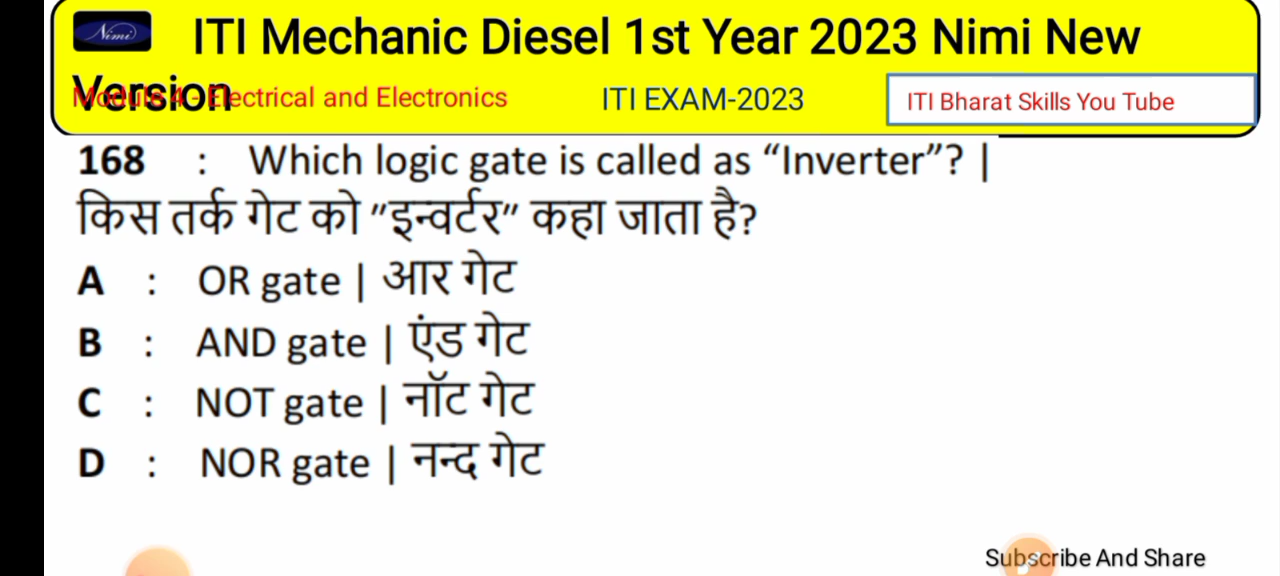 Nimi
ITI Mechanic Diesel 1st Year 2023 Nimi New
Version
Module 4 - Electrical and Electronics
ITI EXAM-2023
ITI Bharat Skills You Tube
168 : Which logic gate is called as “Inverter”? |
किस तर्क गेट को ”इन्वर्टर” कहा जाता है?
A : OR gate | आर गेट
B : AND gate | एंड गेट
C : NOT gate | नॉट गेट
D : NOR gate | नन्द गेट
Subscribe And Share